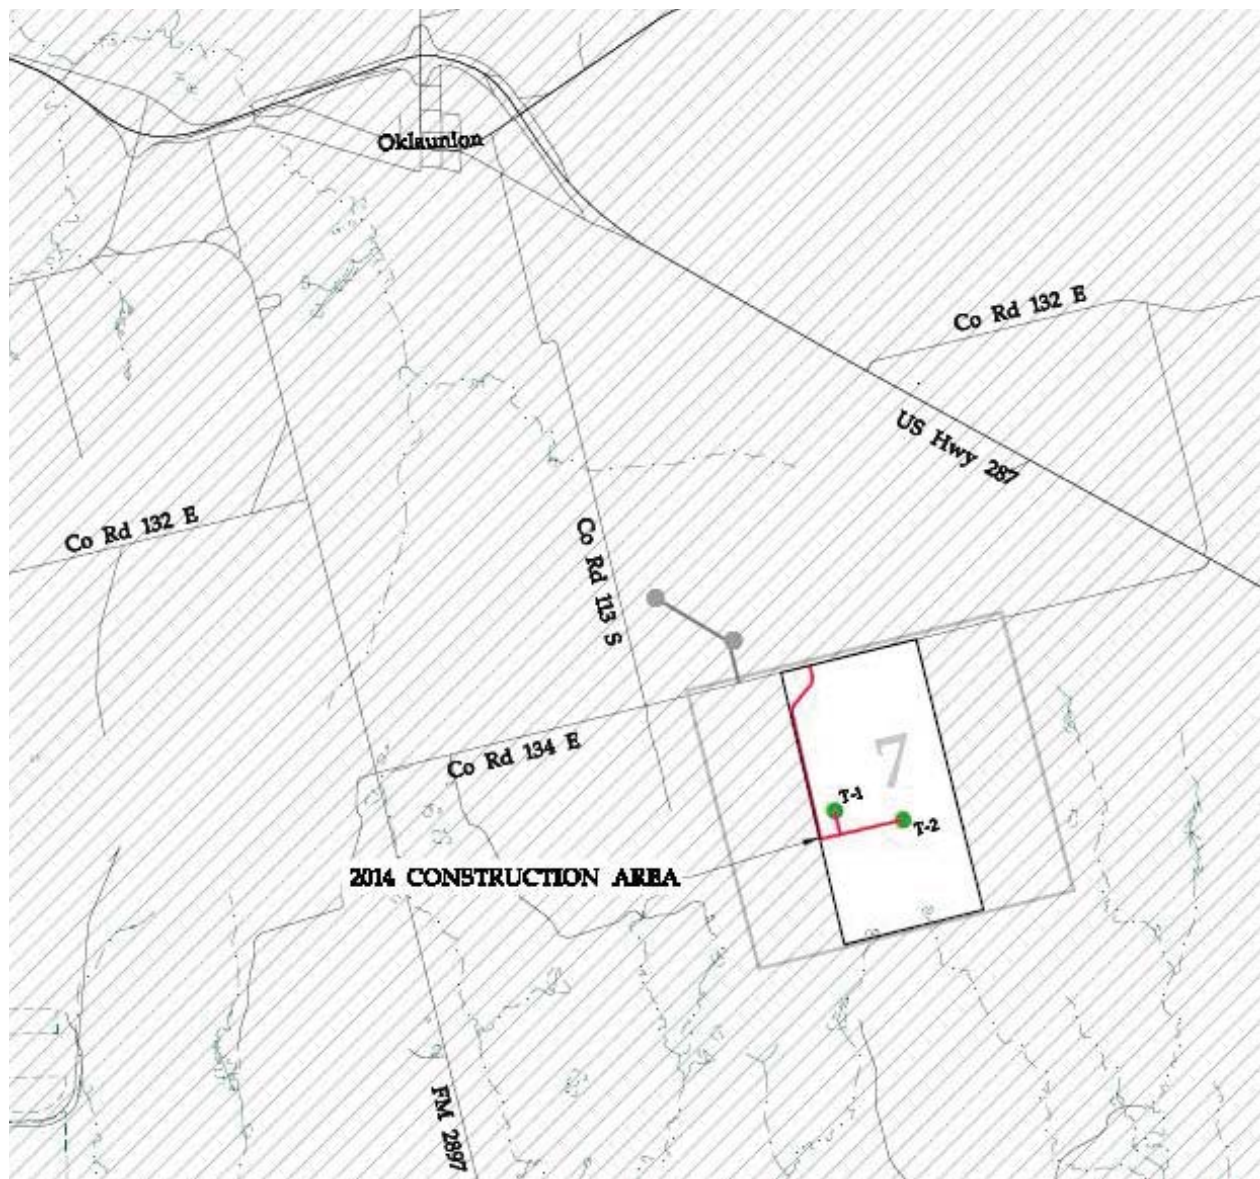 Oklaunion
Co Rd 132 E
US Hwy 287
Co Rd 132 E
Co Rd 113 S
Co Rd 134 E
7
T-1
T-2
2014 CONSTRUCTION AREA
FM 2897